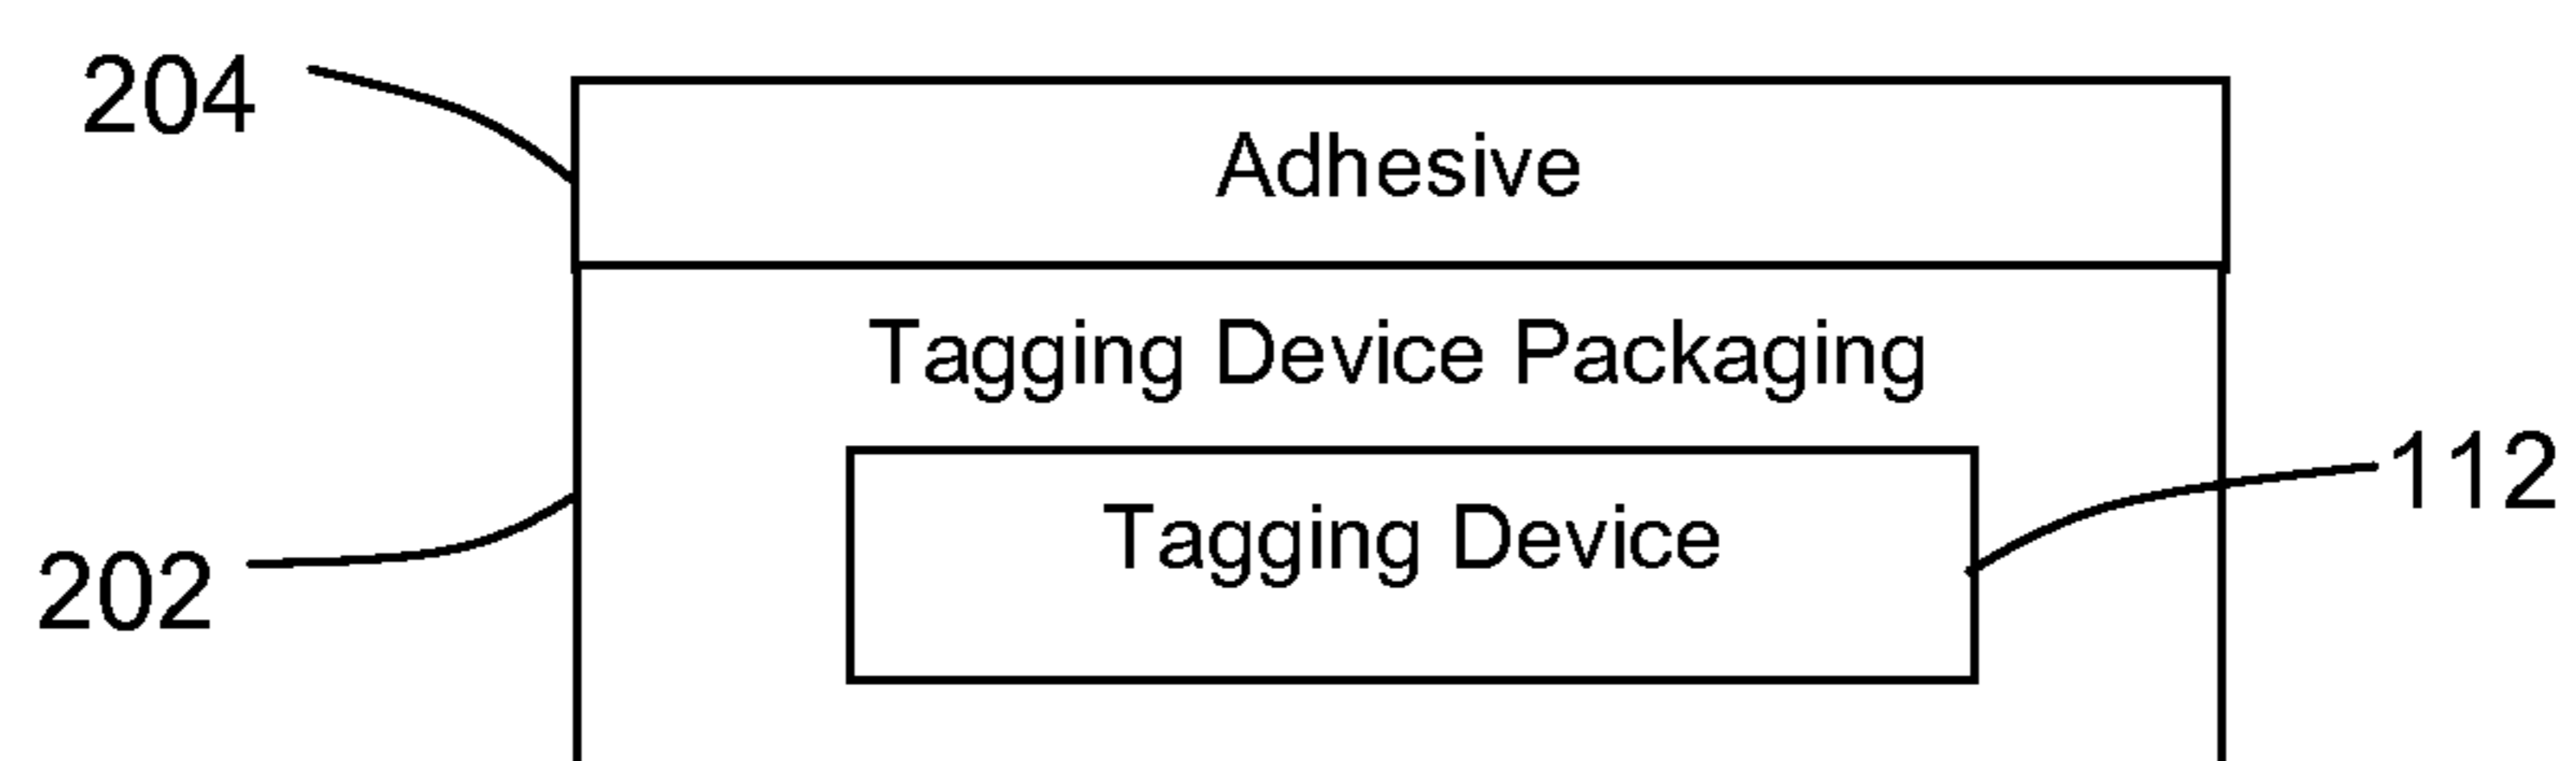 204
Adhesive
Tagging Device Packaging
112
Tagging Device
202